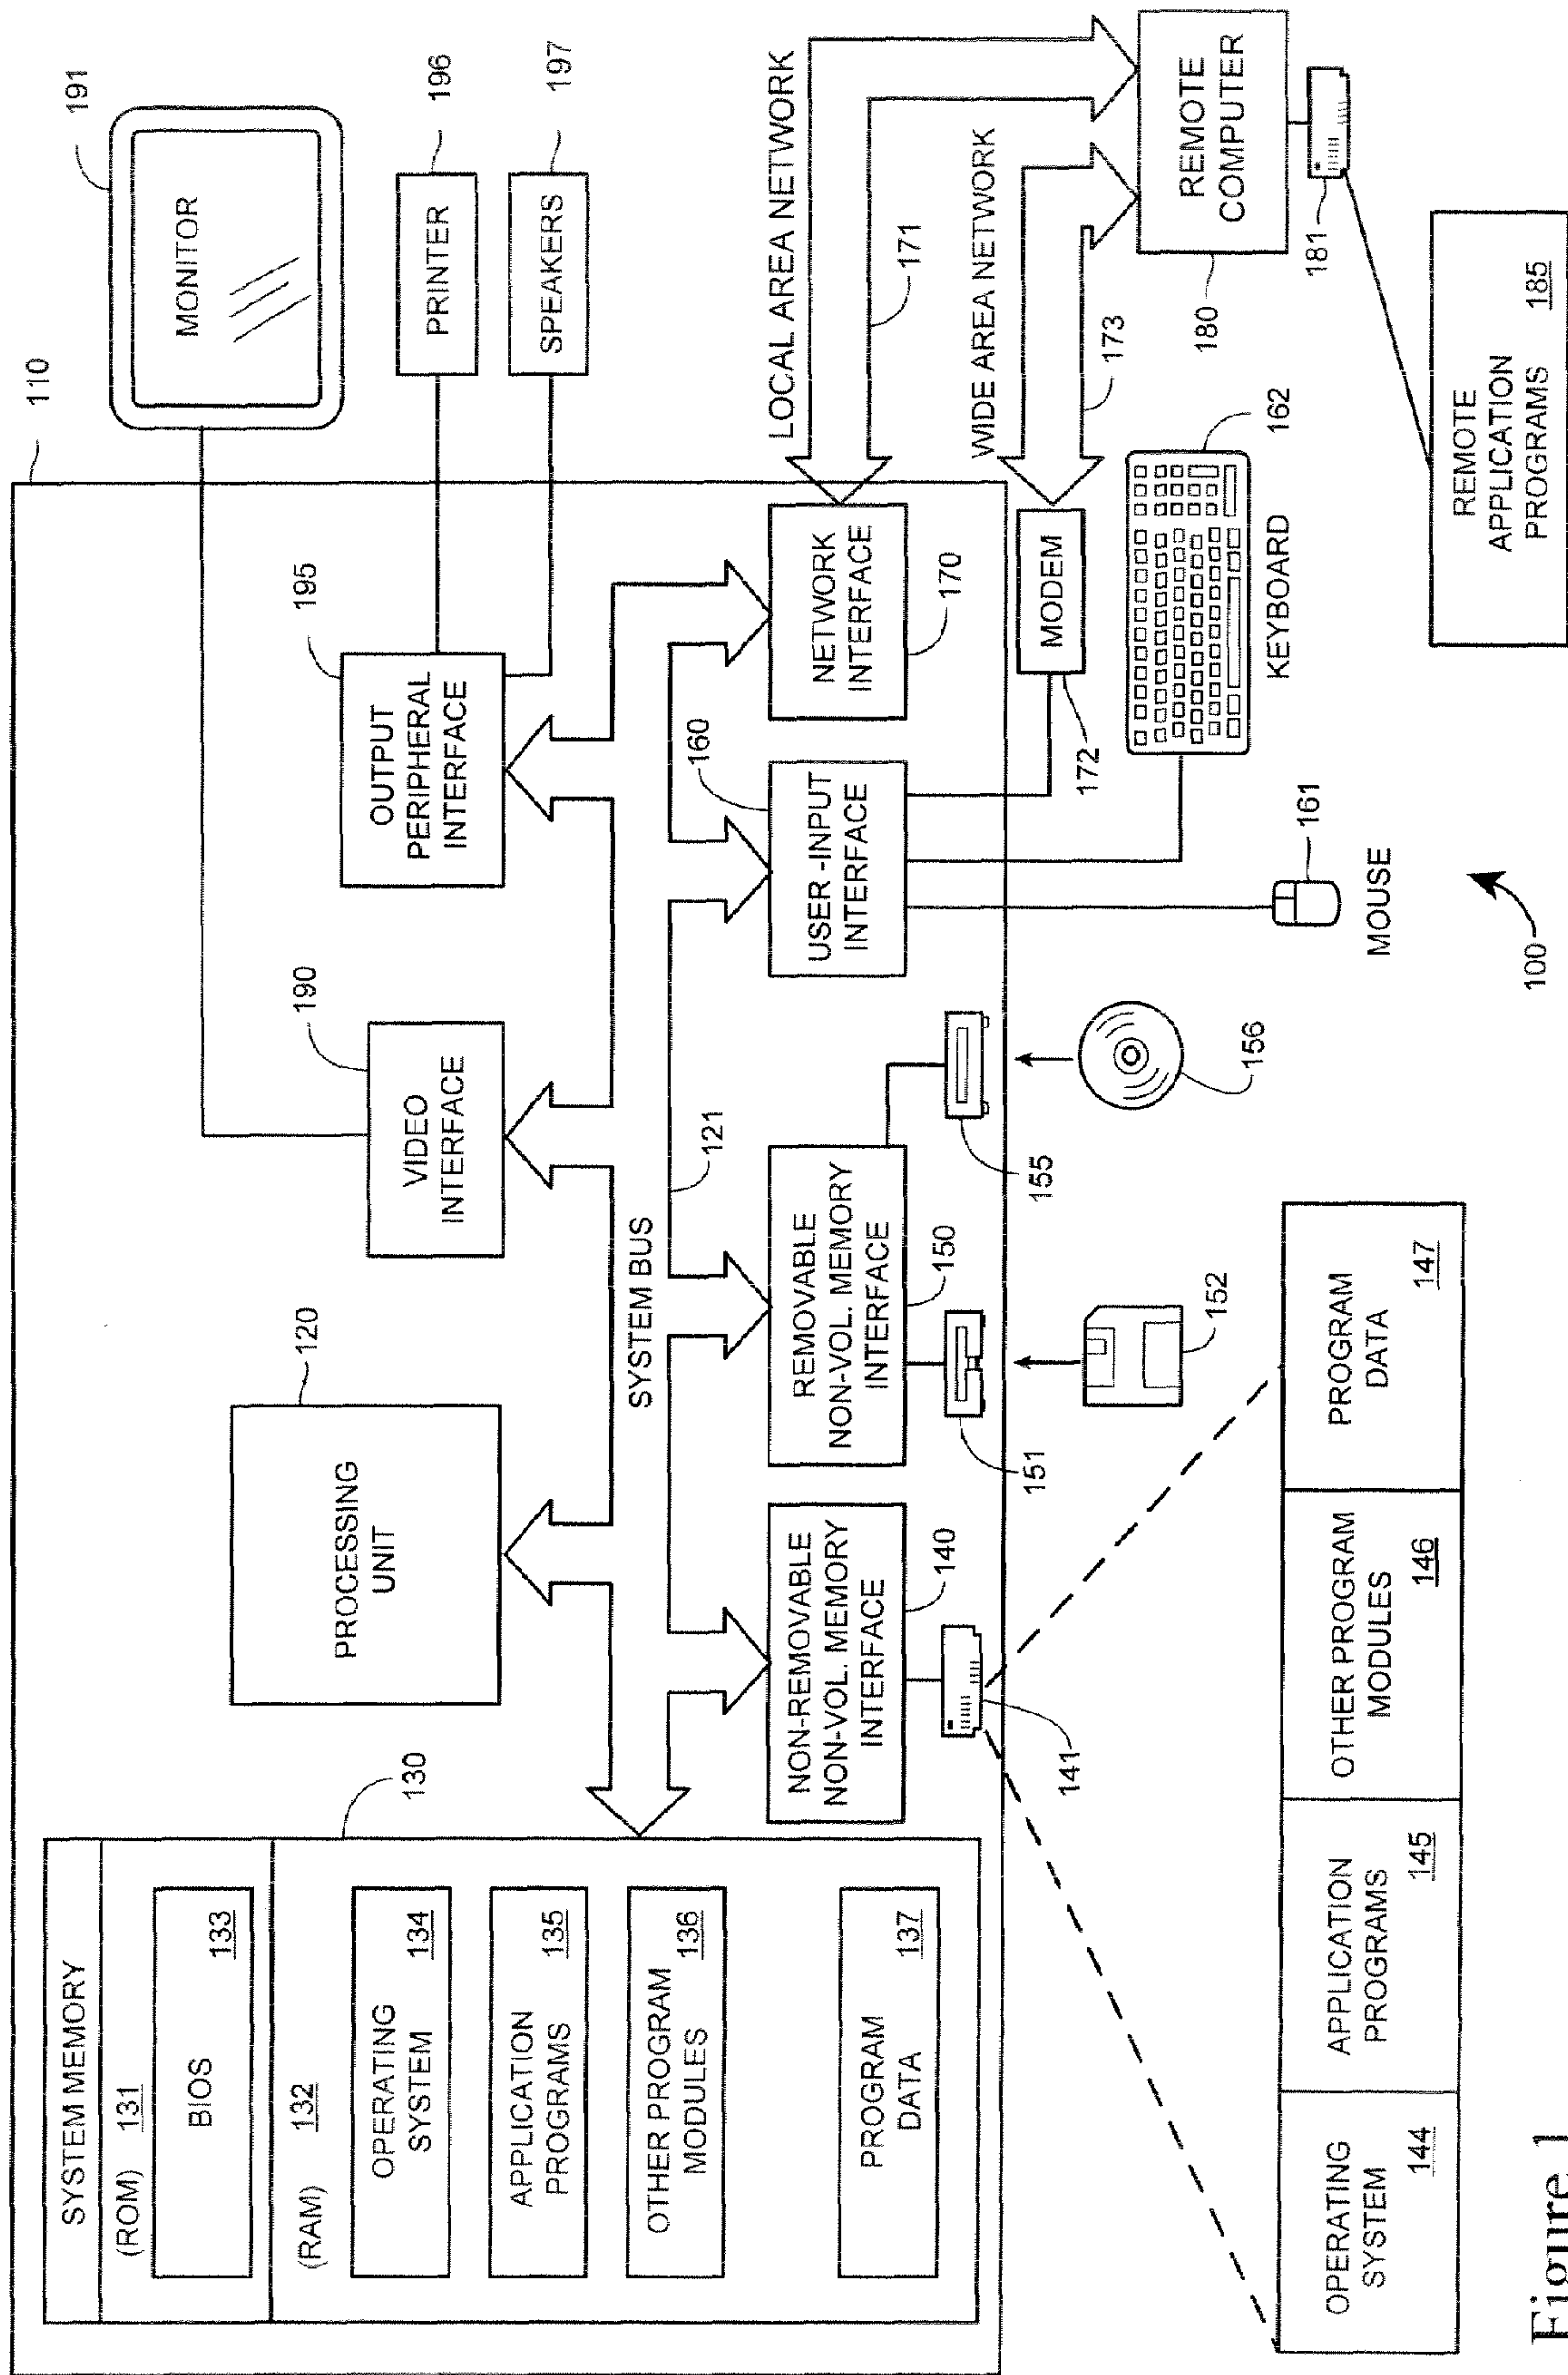 110
191
MONITOR
SYSTEM MEMORY
(ROM) 131
BIOS
133
(RAM) 132
OPERATING
SYSTEM
134
APPLICATION
PROGRAMS
135
OTHER PROGRAM
MODULES
136
PROGRAM
DATA
137
130
PROCESSING
UNIT
120
VIDEO
INTERFACE
190
OUTPUT
PERIPHERAL
INTERFACE
195
PRINTER
196
SPEAKERS
197
SYSTEM BUS
121
NON-REMOVABLE
NON-VOL. MEMORY
INTERFACE
140
REMOVABLE
NON-VOL. MEMORY
INTERFACE
150
USER -INPUT
INTERFACE
160
NETWORK
INTERFACE
170
LOCAL AREA NETWORK
171
WIDE AREA NETWORK
173
141
151
155
152
156
MODEM
172
KEYBOARD
162
MOUSE
161
REMOTE
COMPUTER
180
181
REMOTE
APPLICATION
PROGRAMS
185
OPERATING
SYSTEM
144
APPLICATION
PROGRAMS
145
OTHER PROGRAM
MODULES
146
PROGRAM
DATA
147
100
Figure 1